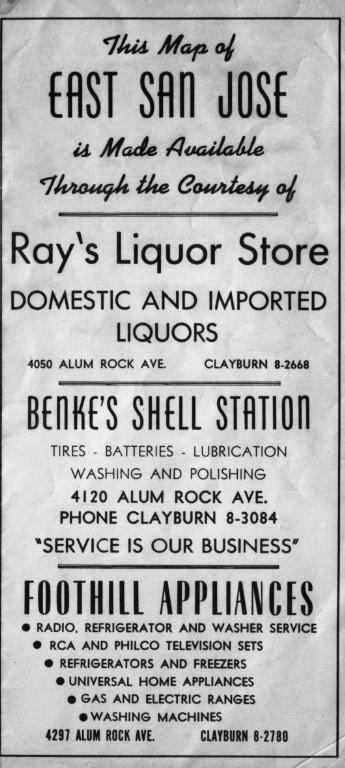 This Map of
EAST SAN JOSE
is Made Available
Through the Courtesy of
Ray's Liquor Store
DOMESTIC AND IMPORTED
LIQUORS
4050 ALUM ROCK AVE. CLAYBURN 8-2668
BENKE'S SHELL STATION
TIRES - BATTERIES - LUBRICATION
WASHING AND POLISHING
4120 ALUM ROCK AVE.
PHONE CLAYBURN 8-3084
"SERVICE IS OUR BUSINESS"
FOOTHILL APPLIANCES
● RADIO, REFRIGERATOR AND WASHER SERVICE
● RCA AND PHILCO TELEVISION SETS
● REFRIGERATORS AND FREEZERS
● UNIVERSAL HOME APPLIANCES
● GAS AND ELECTRIC RANGES
● WASHING MACHINES
4297 ALUM ROCK AVE. CLAYBURN 8-2780